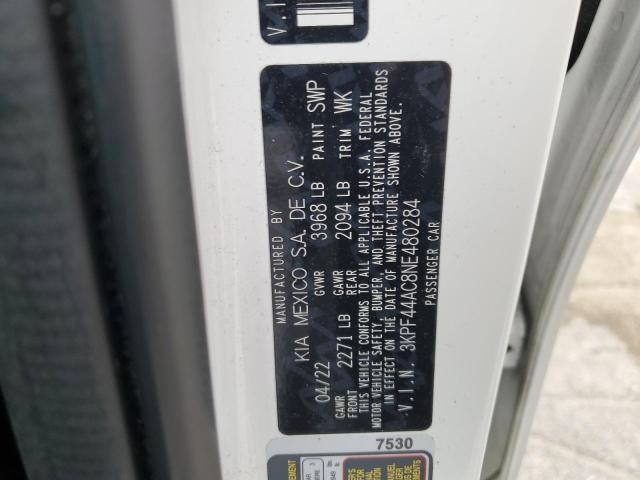 V.I.N
MANUFACTURED BY
KIA MEXICO S.A. DE C.V.
04/22 GVWR 3968 LB PAINT SWP
GAWR FRONT 2271 LB GAWR REAR 2094 LB TRIM WK
THIS VEHICLE CONFORMS TO ALL APPLICABLE U.S.A. FEDERAL
MOTOR VEHICLE SAFETY, BUMPER, AND THEFT PREVENTION STANDARDS
IN EFFECT ON THE DATE OF MANUFACTURE SHOWN ABOVE.
V.I.N. 3KPF44AC8NE480284
PASSENGER CAR
7530